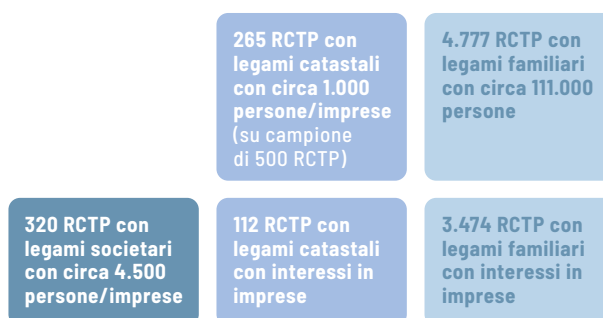 265 RCTP con
legami catastali
con circa 1.000
persone/imprese
(su campione
di 500 RCTP)
4.777 RCTP con
legami familiari
con circa 111.000
persone
320 RCTP con
legami societari
con circa 4.500
persone/imprese
112 RCTP con
legami catastali
con interessi in
imprese
3.474 RCTP con
legami familiari
con interessi in
imprese